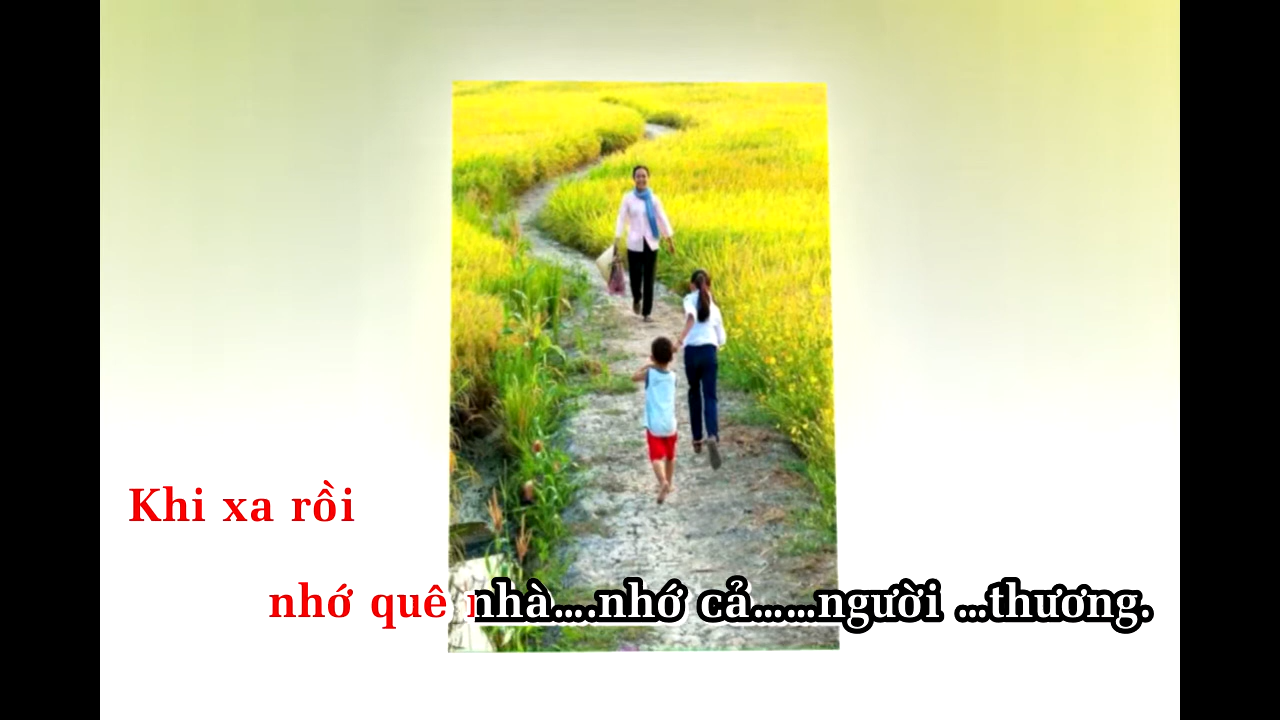 Khi xa rồi
nhớ quê nhà....nhớ cả......người ...thương.